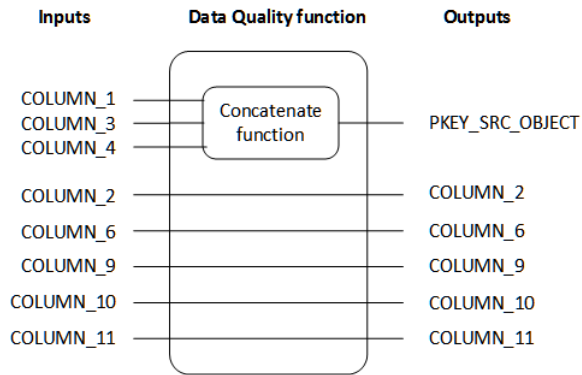 Inputs Data Quality function Outputs
COLUMN_1
COLUMN_3
COLUMN_4
Concatenate
function
PKEY_SRC_OBJECT
COLUMN_2 COLUMN_2
COLUMN_6 COLUMN_6
COLUMN_9 COLUMN_9
COLUMN_10 COLUMN_10
COLUMN_11 COLUMN_11